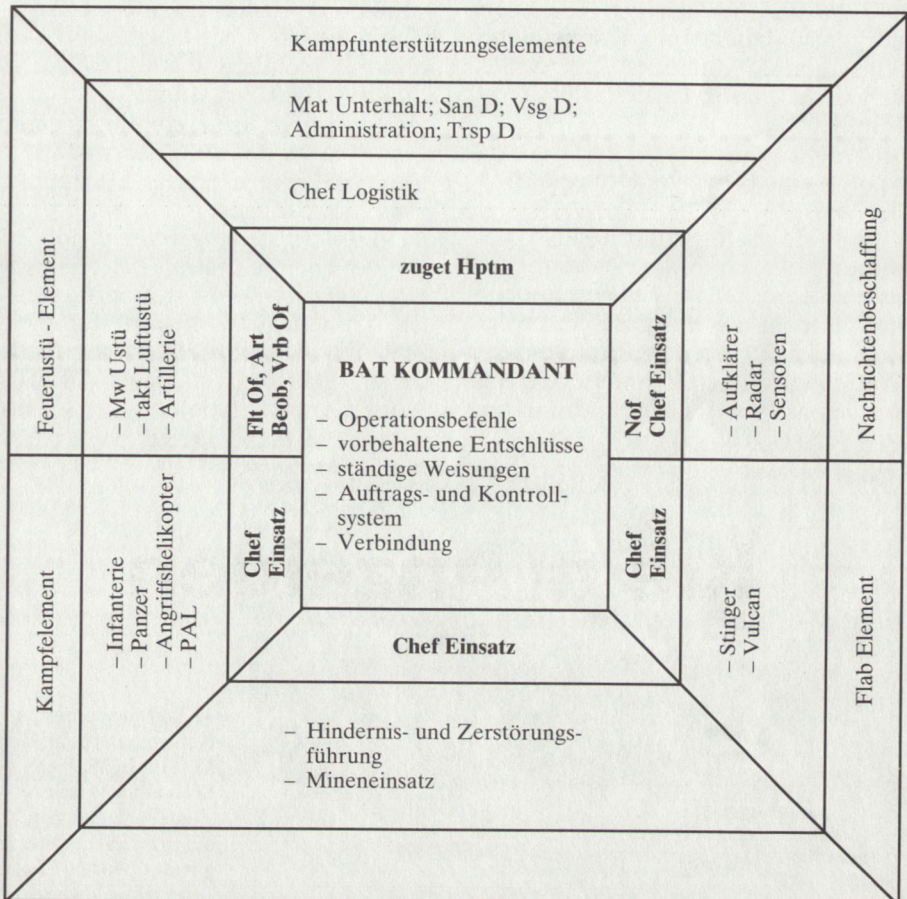 Kampfunterstützungselemente
Mat Unterhalt; San D; Vsg D;
Administration; Trsp D
Chef Logistik
zuget Hptm
Feuerustü - Element
– Mw Ustü
– takt Luftustü
– Artillerie
Flt Of, Art
Beob, Vrb Of
BAT KOMMANDANT
– Operationsbefehle
– vorbehaltene Entschlüsse
– ständige Weisungen
– Auftrags- und Kontroll-
system
– Verbindung
Nof
Chef Einsatz
– Aufklärer
– Radar
– Sensoren
Nachrichtenbeschaffung
Kampfelement
– Infanterie
– Panzer
– Angriffshelikopter
– PAL
Chef
Einsatz
Chef
Einsatz
– Stinger
– Vulcan
Flab Element
Chef Einsatz
– Hindernis- und Zerstörungs-
führung
– Mineneinsatz